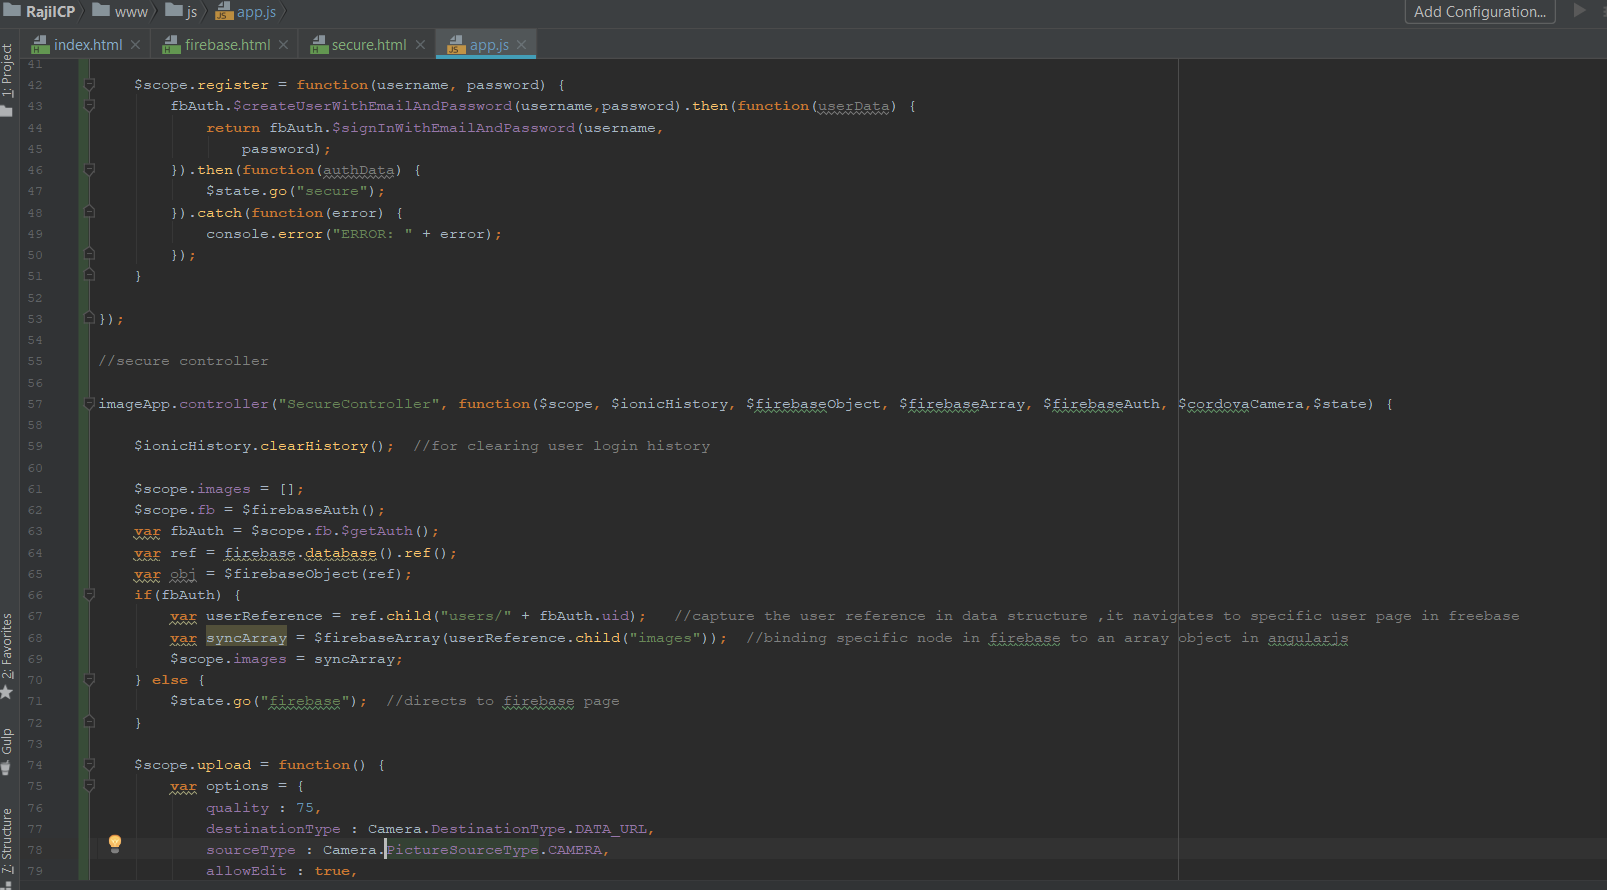 RajiICP www js app.js Add Configuration...
index.html firebase.html secure.html app.js
1: Project
2: Favorites
Gulp
7: Structure
41
42 $scope.register = function(username, password) {
43 fbAuth.$createUserWithEmailAndPassword(username,password).then(function(userData) {
44 return fbAuth.$signInWithEmailAndPassword(username,
45 password);
46 }).then(function(authData) {
47 $state.go("secure");
48 }).catch(function(error) {
49 console.error("ERROR: " + error);
50 });
51 }
52
53 });
54
55 //secure controller
56
57 imageApp.controller("SecureController", function($scope, $ionicHistory, $firebaseObject, $firebaseArray, $firebaseAuth, $cordovaCamera,$state) {
58
59 $ionicHistory.clearHistory(); //for clearing user login history
60
61 $scope.images = [];
62 $scope.fb = $firebaseAuth();
63 var fbAuth = $scope.fb.$getAuth();
64 var ref = firebase.database().ref();
65 var obj = $firebaseObject(ref);
66 if(fbAuth) {
67 var userReference = ref.child("users/" + fbAuth.uid); //capture the user reference in data structure ,it navigates to specific user page in freebase
68 var syncArray = $firebaseArray(userReference.child("images")); //binding specific node in firebase to an array object in angularjs
69 $scope.images = syncArray;
70 } else {
71 $state.go("firebase"); //directs to firebase page
72 }
73
74 $scope.upload = function() {
75 var options = {
76 quality : 75,
77 destinationType : Camera.DestinationType.DATA_URL,
78 sourceType : Camera.PictureSourceType.CAMERA,
79 allowEdit : true,